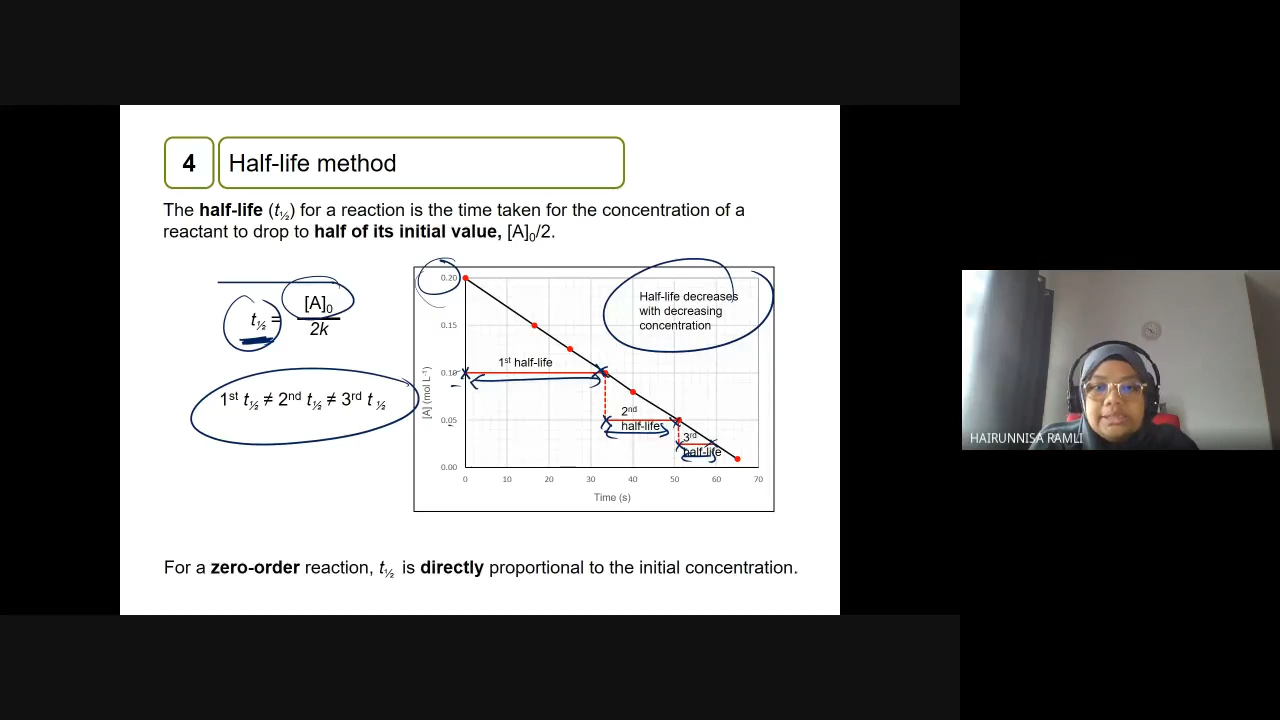 4 Half-life method
The half-life (t½) for a reaction is the time taken for the concentration of a
reactant to drop to half of its initial value, [A]₀/2.
t½ = [A]₀
2k
1st t½ ≠ 2nd t½ ≠ 3rd t ½
Half-life decreases
with decreasing
concentration
0.20
0.15
0.10
0.05
0.00
[A] (mol L⁻¹)
1st half-life
2nd
half-life
3rd
half-life
0 10 20 30 40 50 60 70
Time (s)
For a zero-order reaction, t½ is directly proportional to the initial concentration.
HAIRUNNISA RAMLI